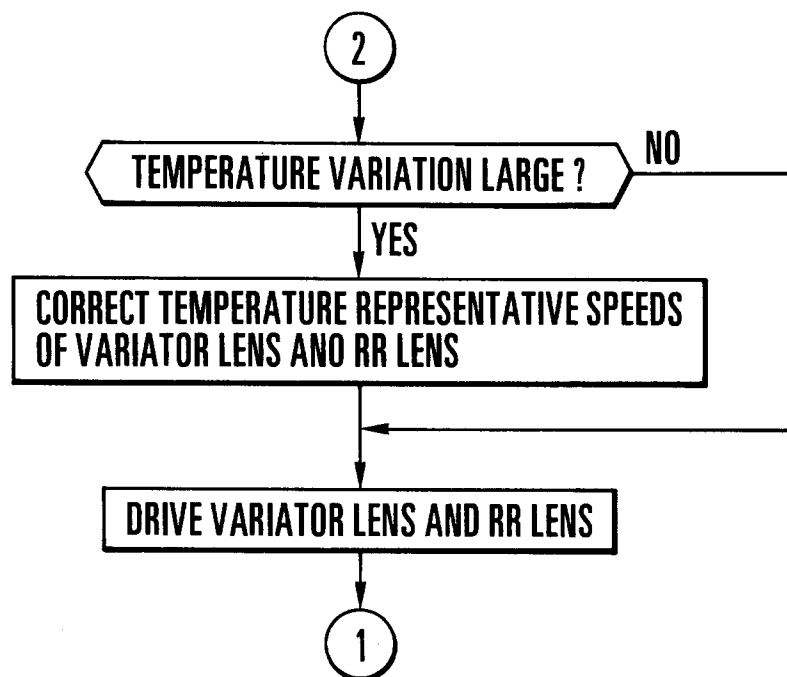 2
TEMPERATURE VARIATION LARGE ?
NO
YES
CORRECT TEMPERATURE REPRESENTATIVE SPEEDS
OF VARIATOR LENS AND RR LENS
DRIVE VARIATOR LENS AND RR LENS
1